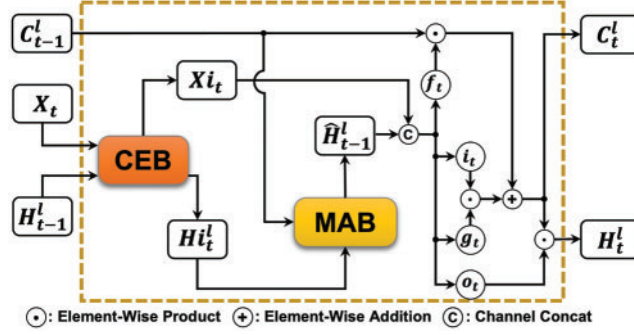 C^l_{t-1}
C^l_t
X_t
Xi_t
f_t
CEB
Ĥ^l_{t-1}
C
i_t
H^l_{t-1}
Hi^l_t
MAB
g_t
H^l_t
o_t
⊙: Element-Wise Product ⊕: Element-Wise Addition Ⓒ: Channel Concat